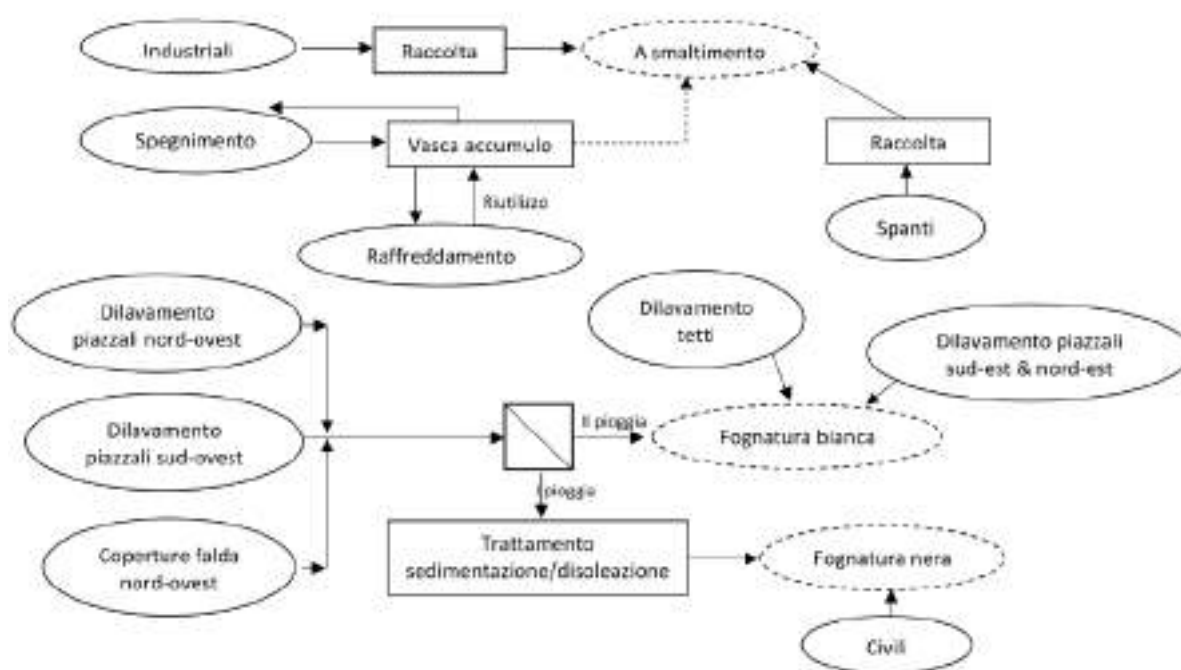 Industriali
Raccolta
A smaltimento
Spegnimento
Vasca accumulo
Raccolta
Riutilizzo
Spanti
Raffreddamento
Dilavamento
piazzali nord-ovest
Dilavamento
tetti
Dilavamento piazzali
sud-est & nord-est
Dilavamento
piazzali sud-ovest
II pioggia
Fognatura bianca
I pioggia
Trattamento
sedimentazione/disoleazione
Coperture falda
nord-ovest
Fognatura nera
Civili